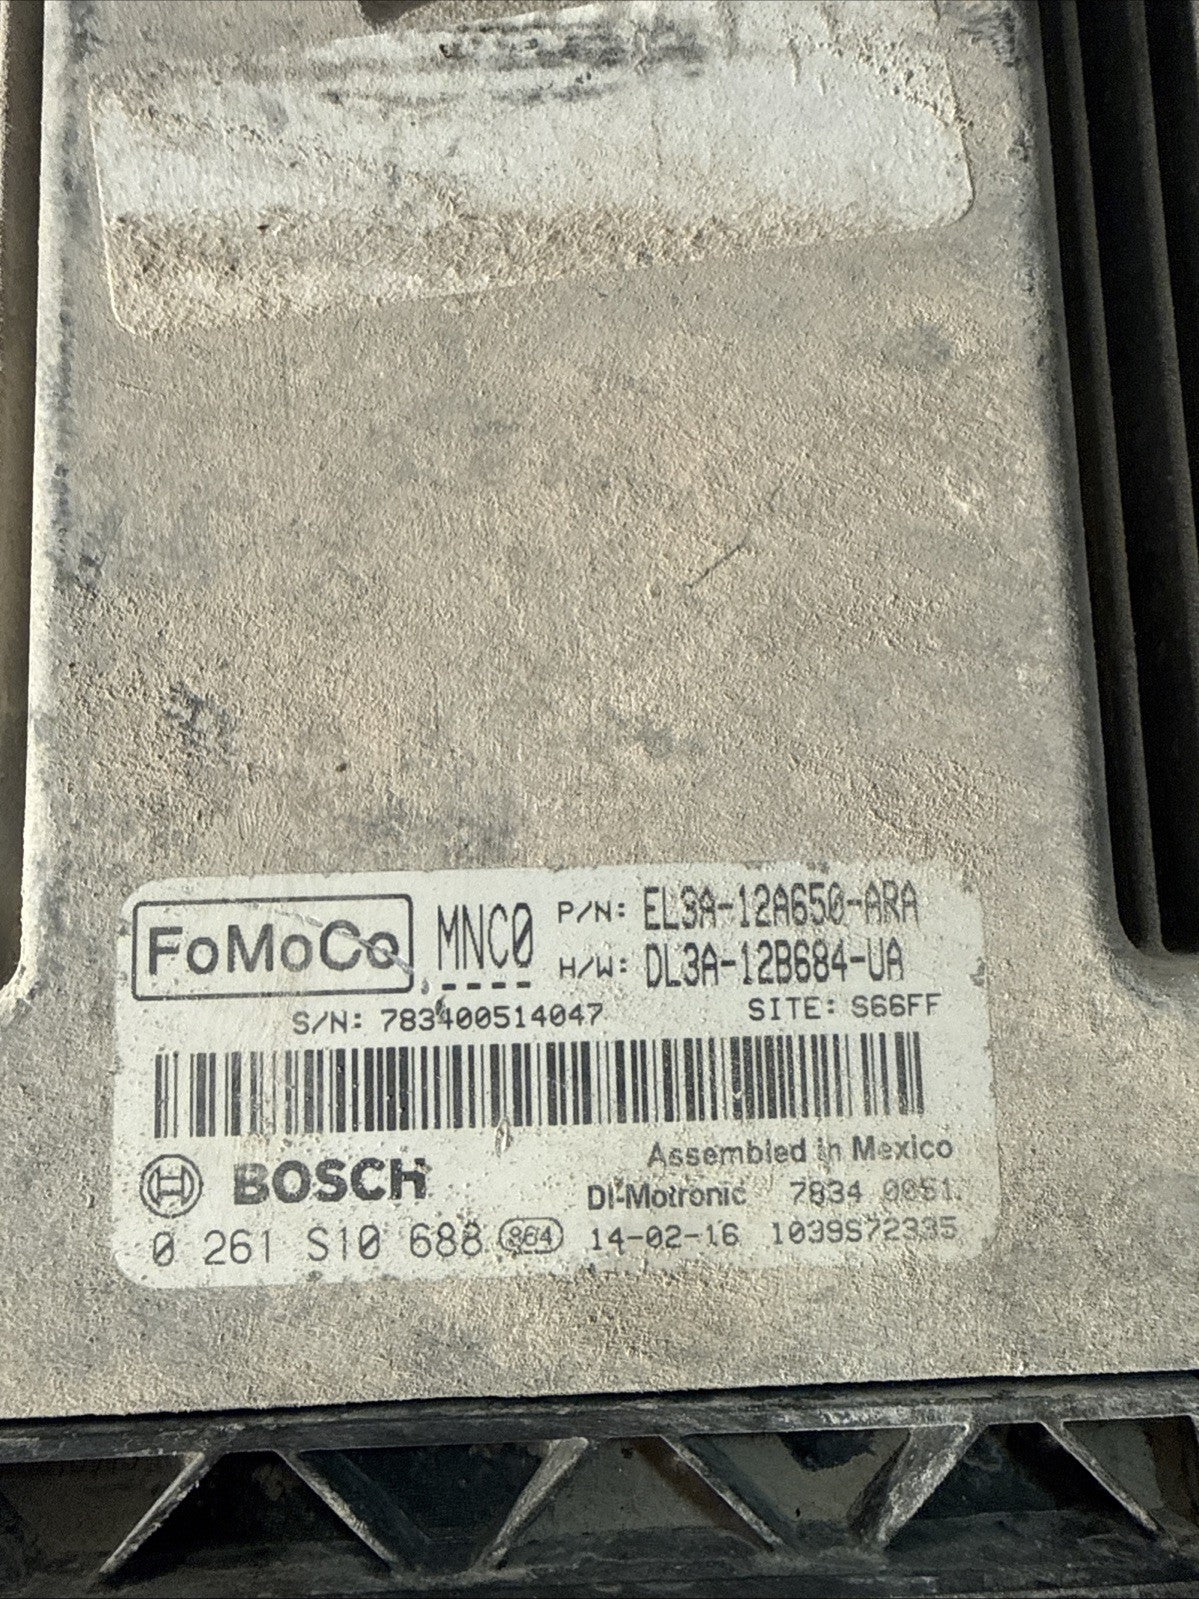 FoMoCo MNC0 P/N: EL3A-12A650-ARA
H/W: DL3A-12B684-UA
S/N: 783400514047 SITE: S66FF
Assembled in Mexico
BOSCH DI-Motronic 7834 0051
0 261 S10 688 864 14-02-16 1039S72335